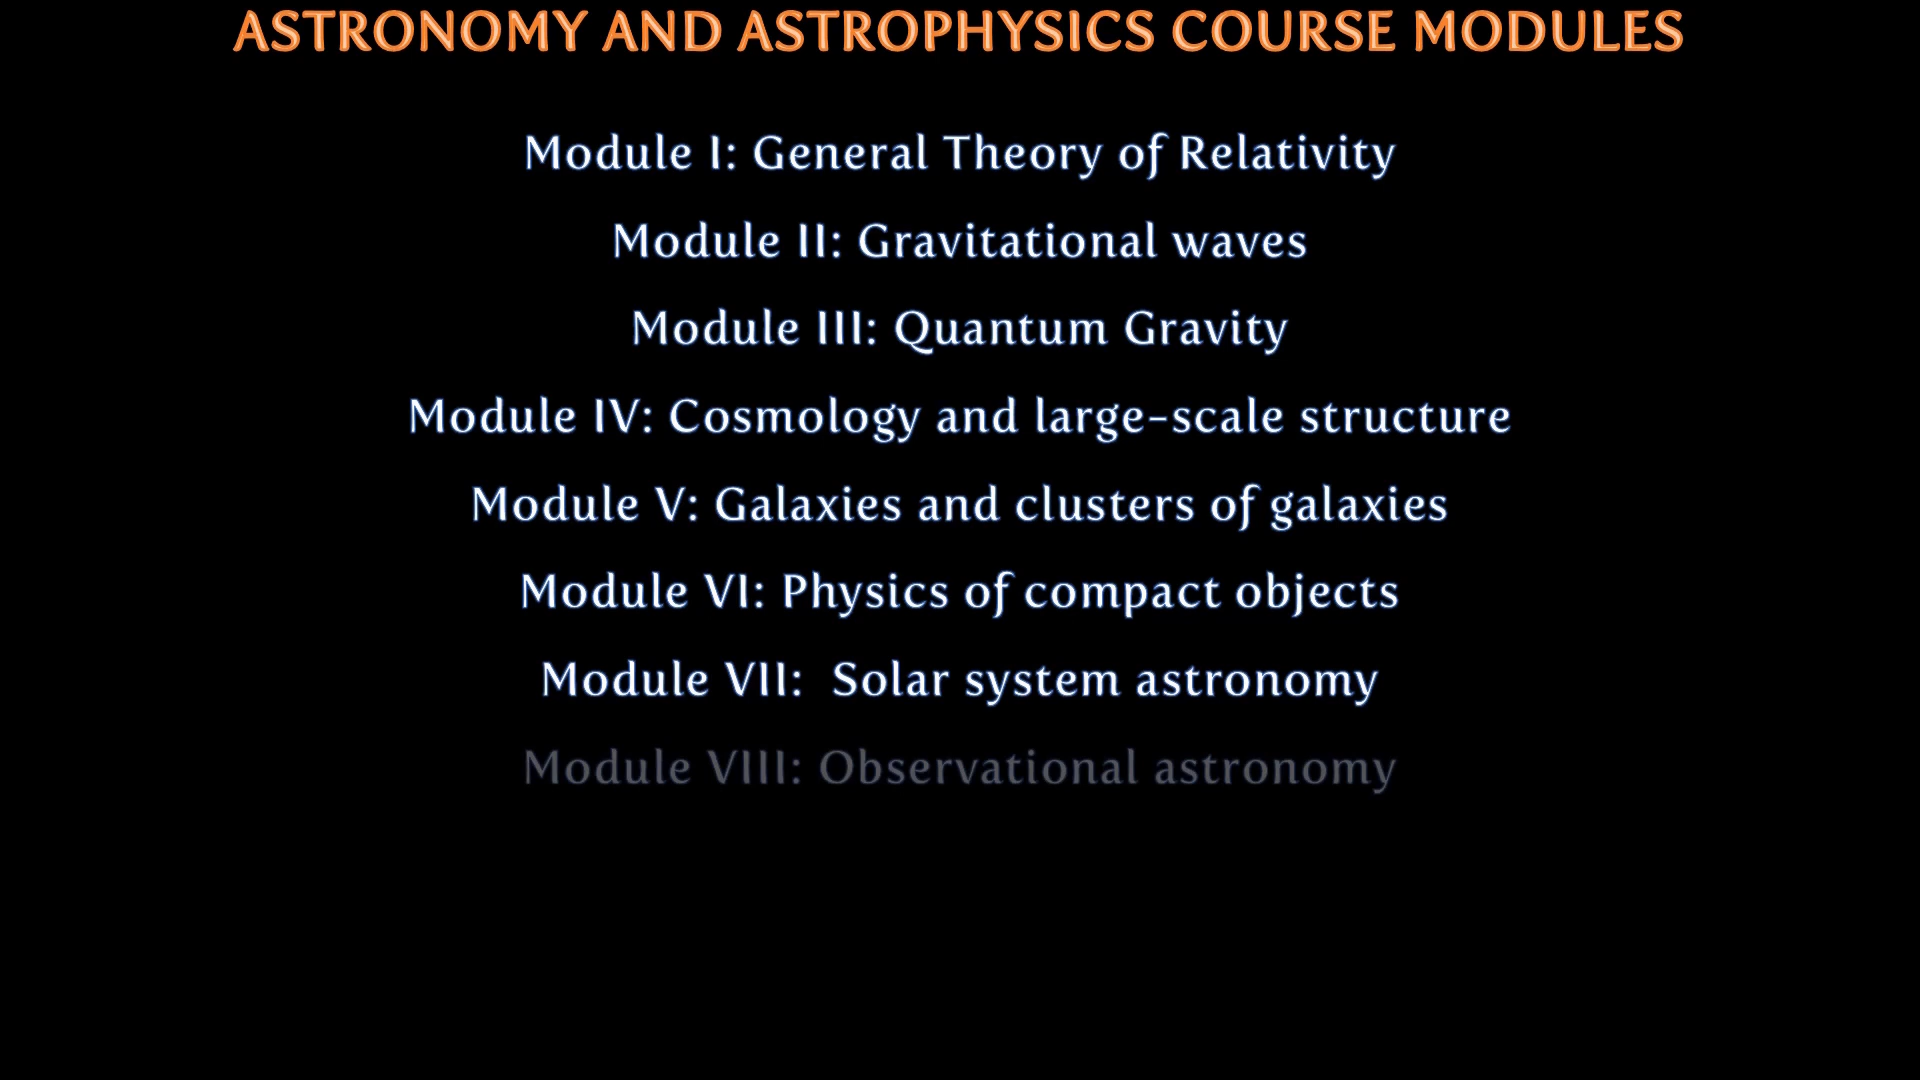 ASTRONOMY AND ASTROPHYSICS COURSE MODULES
Module I: General Theory of Relativity
Module II: Gravitational waves
Module III: Quantum Gravity
Module IV: Cosmology and large-scale structure
Module V: Galaxies and clusters of galaxies
Module VI: Physics of compact objects
Module VII:  Solar system astronomy
Module VIII: Observational astronomy